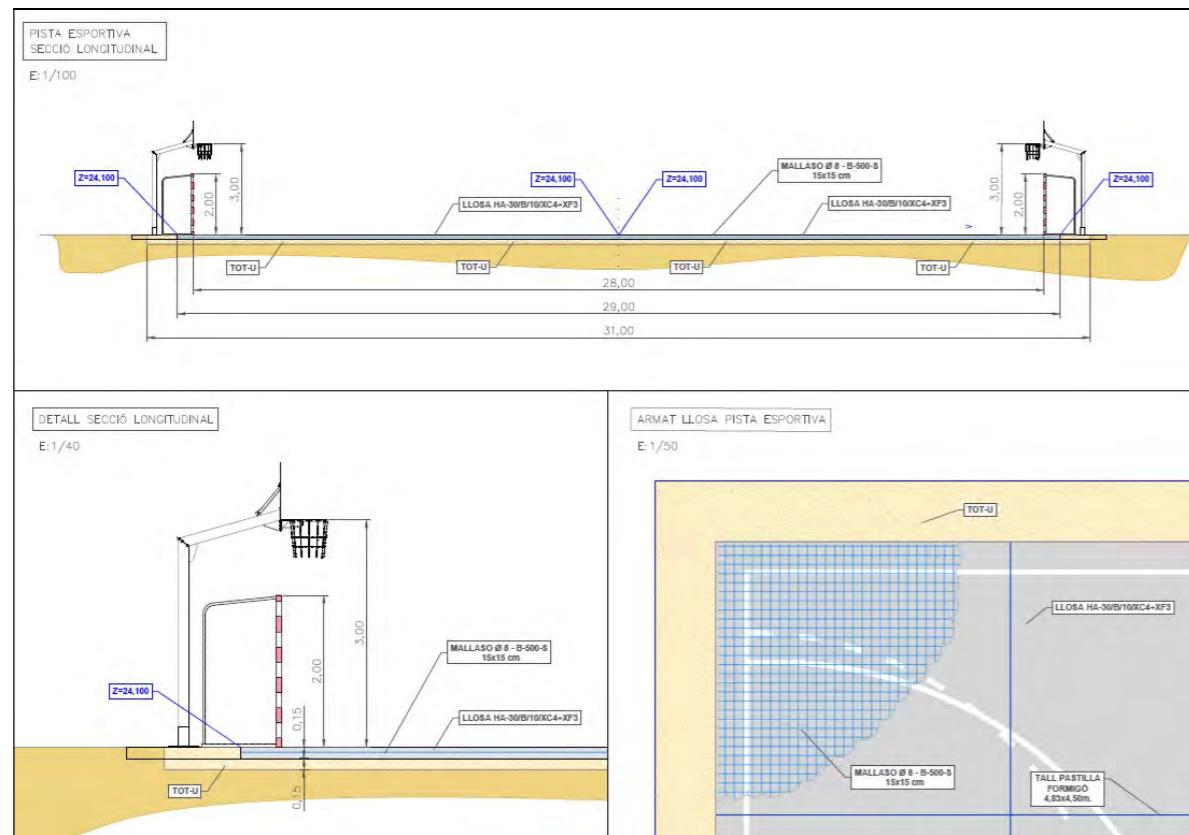 PISTA ESPORTIVA
SECCIÓ LONGITUDINAL
E: 1/100
Z=24,100
2,00
3,00
LLOSA HA-30/B/10/XC4+XF3
Z=24,100
Z=24,100
MALLASO Ø 8 - B-500-S
15x15 cm
LLOSA HA-30/B/10/XC4+XF3
3,00
2,00
Z=24,100
TOT-U
TOT-U
TOT-U
TOT-U
28,00
29,00
31,00
DETALL SECCIÓ LONGITUDINAL
E: 1/40
Z=24,100
2,00
3,00
0,15
0,15
MALLASO Ø 8 - B-500-S
15x15 cm
LLOSA HA-30/B/10/XC4+XF3
TOT-U
ARMAT LLOSA PISTA ESPORTIVA
E: 1/50
TOT-U
LLOSA HA-30/B/10/XC4+XF3
MALLASO Ø 8 - B-500-S
15x15 cm
TALL PASTILLA
FORMIGÓ
4,83x4,50m.